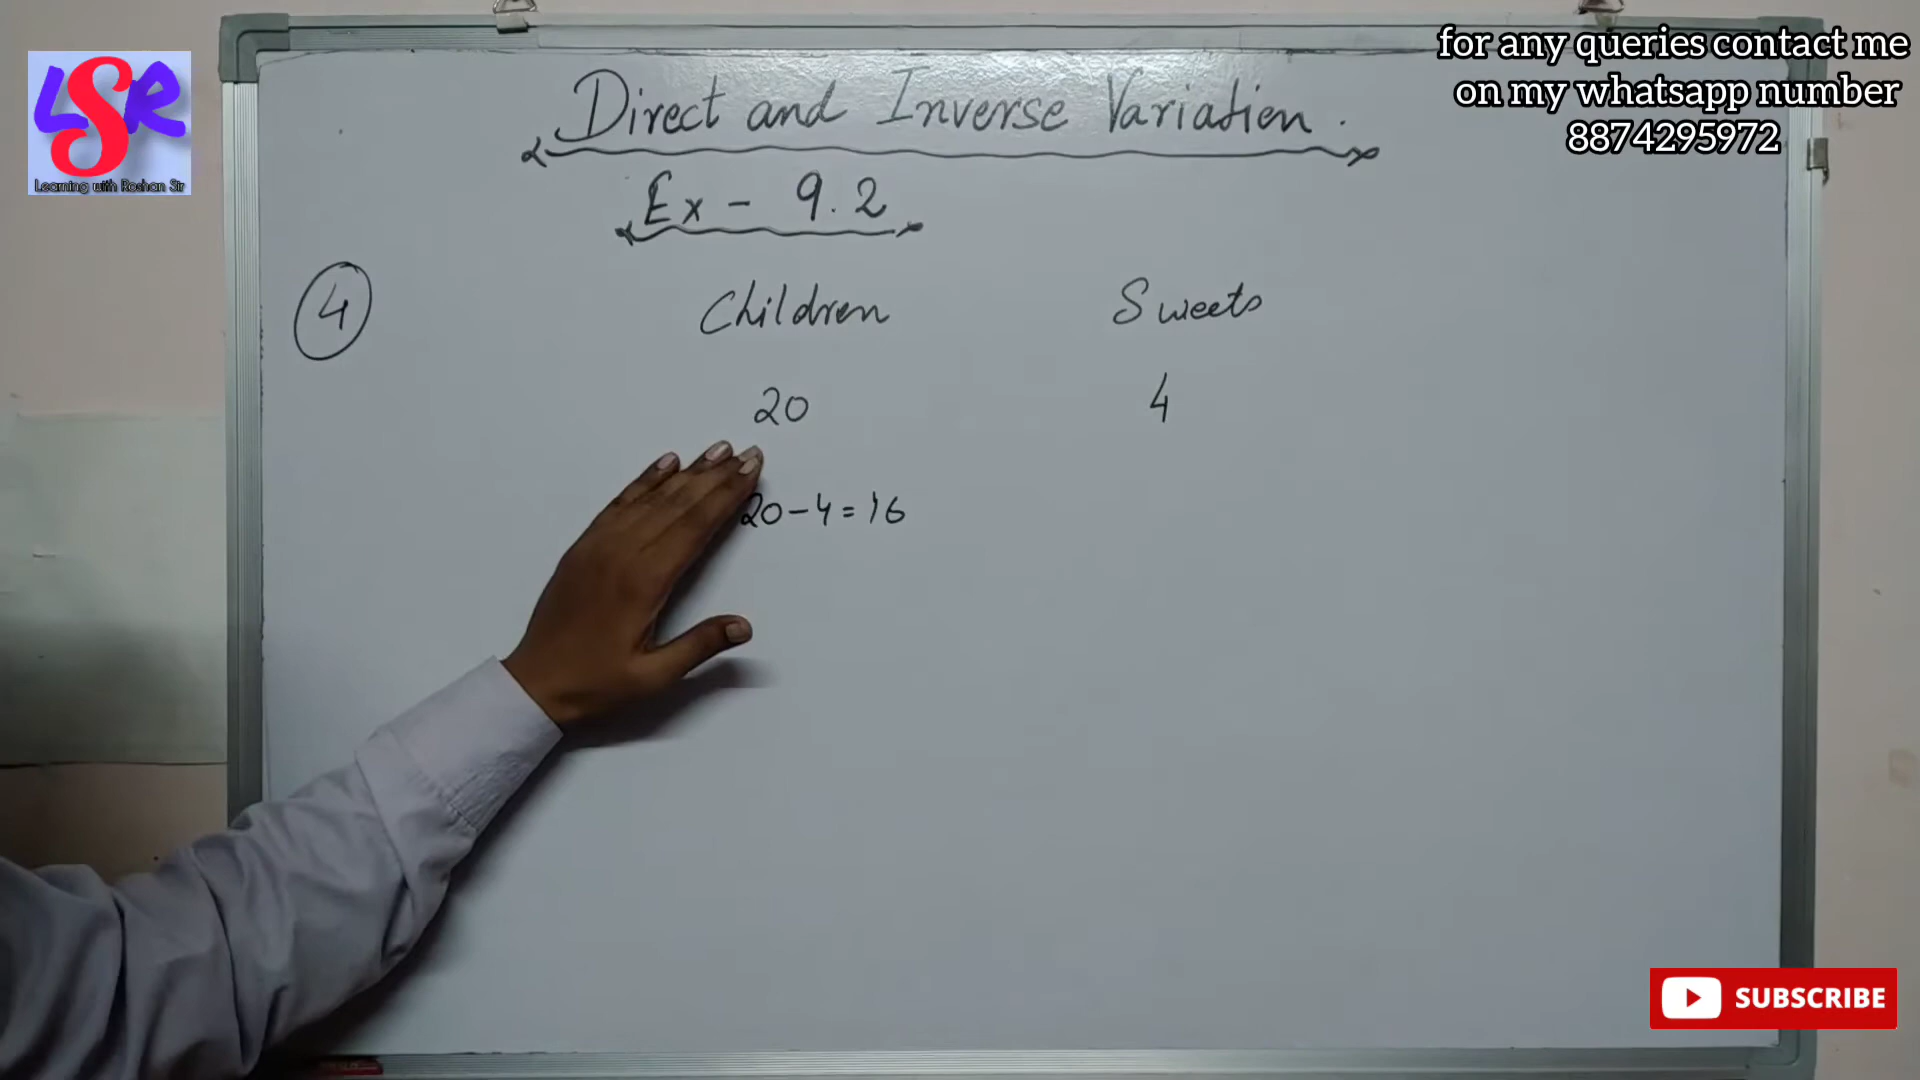 LSR
Learning with Roshan Sir
for any queries contact me
on my whatsapp number
8874295972
Direct and Inverse Variation.
Ex - 9.2
4
Children Sweets
20 4
20-4=16
SUBSCRIBE